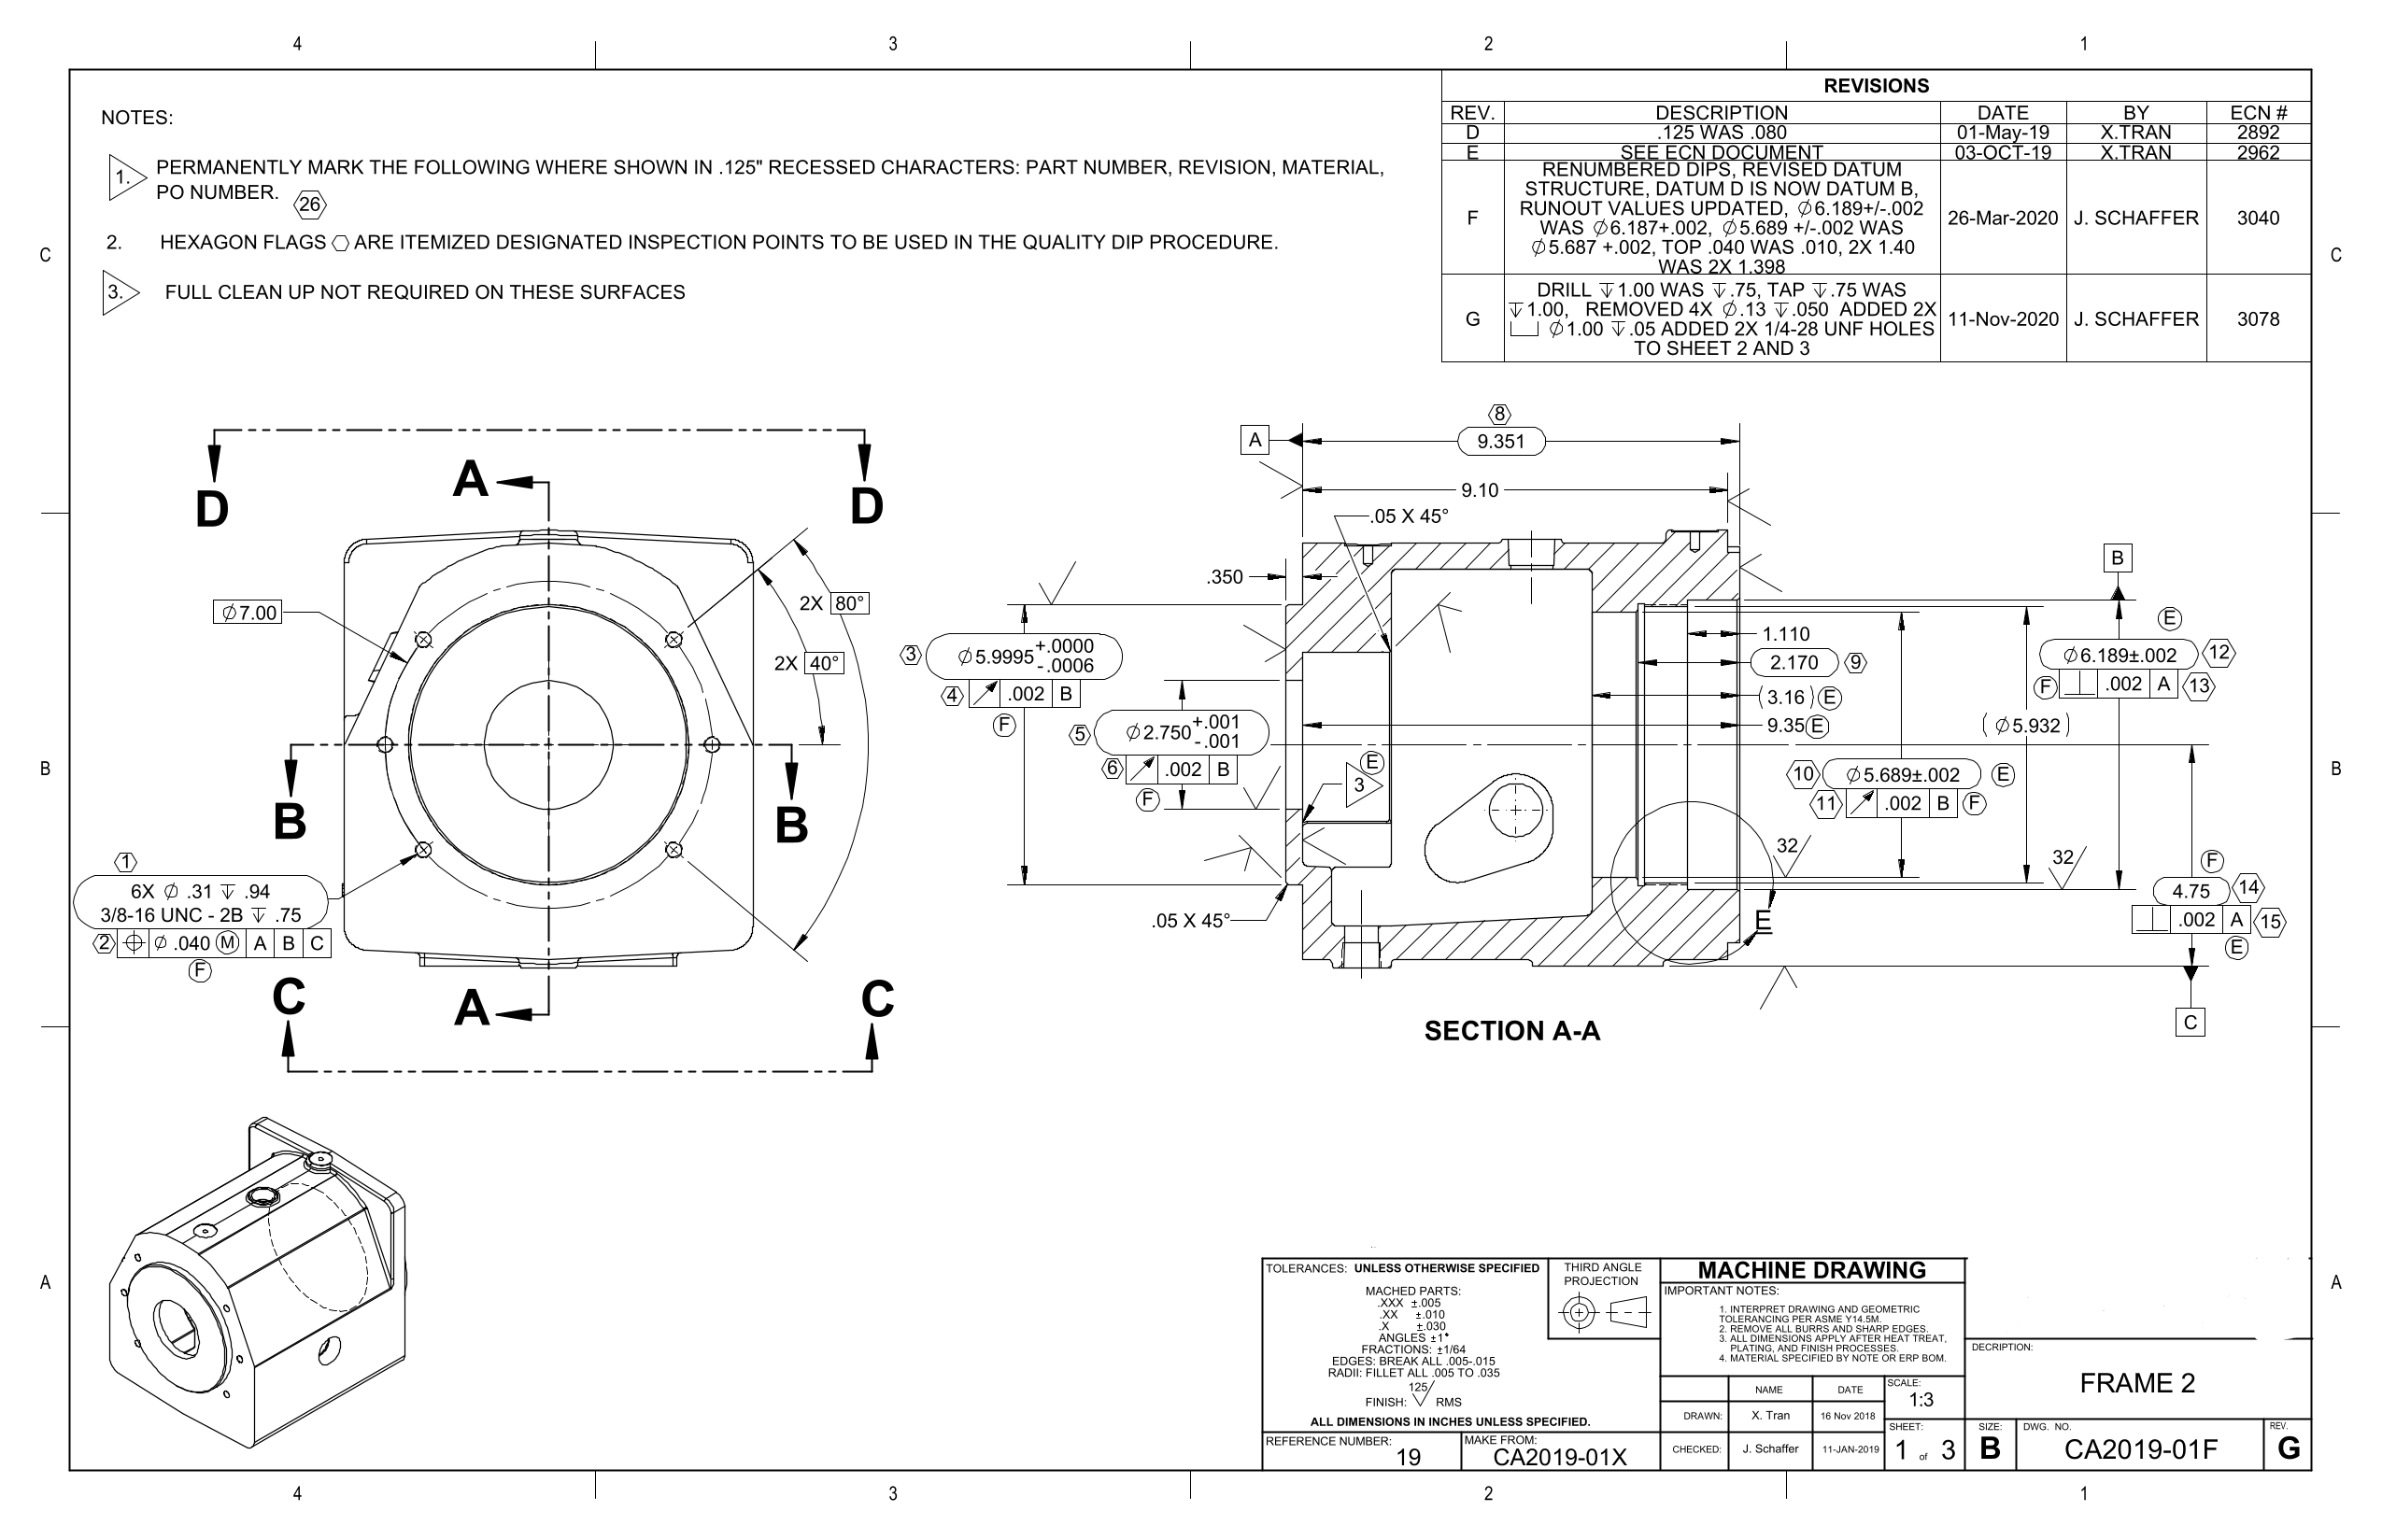 4
3
2
1
NOTES:
1. PERMANENTLY MARK THE FOLLOWING WHERE SHOWN IN .125" RECESSED CHARACTERS: PART NUMBER, REVISION, MATERIAL,
PO NUMBER. 26
2. HEXAGON FLAGS ⬡ ARE ITEMIZED DESIGNATED INSPECTION POINTS TO BE USED IN THE QUALITY DIP PROCEDURE.
3. FULL CLEAN UP NOT REQUIRED ON THESE SURFACES
REVISIONS
REV. DESCRIPTION DATE BY ECN #
D .125 WAS .080 01-May-19 X.TRAN 2892
E SEE ECN DOCUMENT 03-OCT-19 X.TRAN 2962
RENUMBERED DIPS, REVISED DATUM
STRUCTURE, DATUM D IS NOW DATUM B,
RUNOUT VALUES UPDATED, ∅6.189+/-.002
F WAS ∅6.187+.002, ∅5.689 +/-.002 WAS 26-Mar-2020 J. SCHAFFER 3040
∅5.687 +.002, TOP .040 WAS .010, 2X 1.40
WAS 2X 1.398
DRILL ↧1.00 WAS ↧.75, TAP ↧.75 WAS
↧1.00, REMOVED 4X ∅.13 ↧.050 ADDED 2X
G ⌴ ∅1.00 ↧.05 ADDED 2X 1/4-28 UNF HOLES 11-Nov-2020 J. SCHAFFER 3078
TO SHEET 2 AND 3
C
C
D
D
A
∅7.00
2X 80°
2X 40°
B
B
1
6X ∅ .31 ↧ .94
3/8-16 UNC - 2B ↧ .75
2 ⌖ ∅ .040 Ⓜ A B C
F
C
C
A
8
A
9.351
9.10
.05 X 45°
.350
3
∅5.9995 +.0000
-.0006
4 ↗ .002 B
F
5
∅2.750 +.001
-.001
6 ↗ .002 B
F
E
3
.05 X 45°
1.110
2.170 9
(3.16) E
9.35 E
B
E
∅6.189±.002 12
F ⟂ .002 A 13
(∅5.932)
10 ∅5.689±.002 E
11 ↗ .002 B F
32
32
E
F
4.75 14
⟂ .002 A 15
E
C
SECTION A-A
B
B
A
A
TOLERANCES: UNLESS OTHERWISE SPECIFIED
MACHED PARTS:
.XXX ±.005
.XX ±.010
.X ±.030
ANGLES ±1°
FRACTIONS: ±1/64
EDGES: BREAK ALL .005-.015
RADII: FILLET ALL .005 TO .035
125
FINISH: √ RMS
ALL DIMENSIONS IN INCHES UNLESS SPECIFIED.
REFERENCE NUMBER:
19
MAKE FROM:
CA2019-01X
THIRD ANGLE
PROJECTION
MACHINE DRAWING
IMPORTANT NOTES:
1. INTERPRET DRAWING AND GEOMETRIC
TOLERANCING PER ASME Y14.5M.
2. REMOVE ALL BURRS AND SHARP EDGES.
3. ALL DIMENSIONS APPLY AFTER HEAT TREAT,
PLATING, AND FINISH PROCESSES.
4. MATERIAL SPECIFIED BY NOTE OR ERP BOM.
NAME DATE
DRAWN: X. Tran 16 Nov 2018
CHECKED: J. Schaffer 11-JAN-2019
SCALE:
1:3
SHEET:
1 of 3
DECRIPTION:
FRAME 2
SIZE:
B
DWG. NO.
CA2019-01F
REV.
G
4
3
2
1